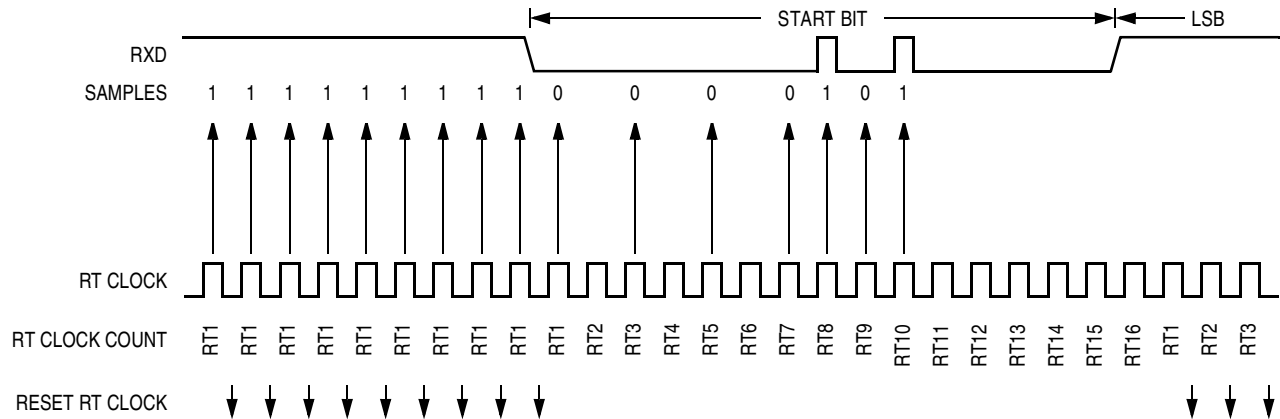 START BIT LSB
RXD
SAMPLES 1 1 1 1 1 1 1 1 1 0 0 0 0 1 0 1
RT CLOCK
RT CLOCK COUNT RT1 RT1 RT1 RT1 RT1 RT1 RT1 RT1 RT1 RT1 RT2 RT3 RT4 RT5 RT6 RT7 RT8 RT9 RT10 RT11 RT12 RT13 RT14 RT15 RT16 RT1 RT2 RT3
RESET RT CLOCK